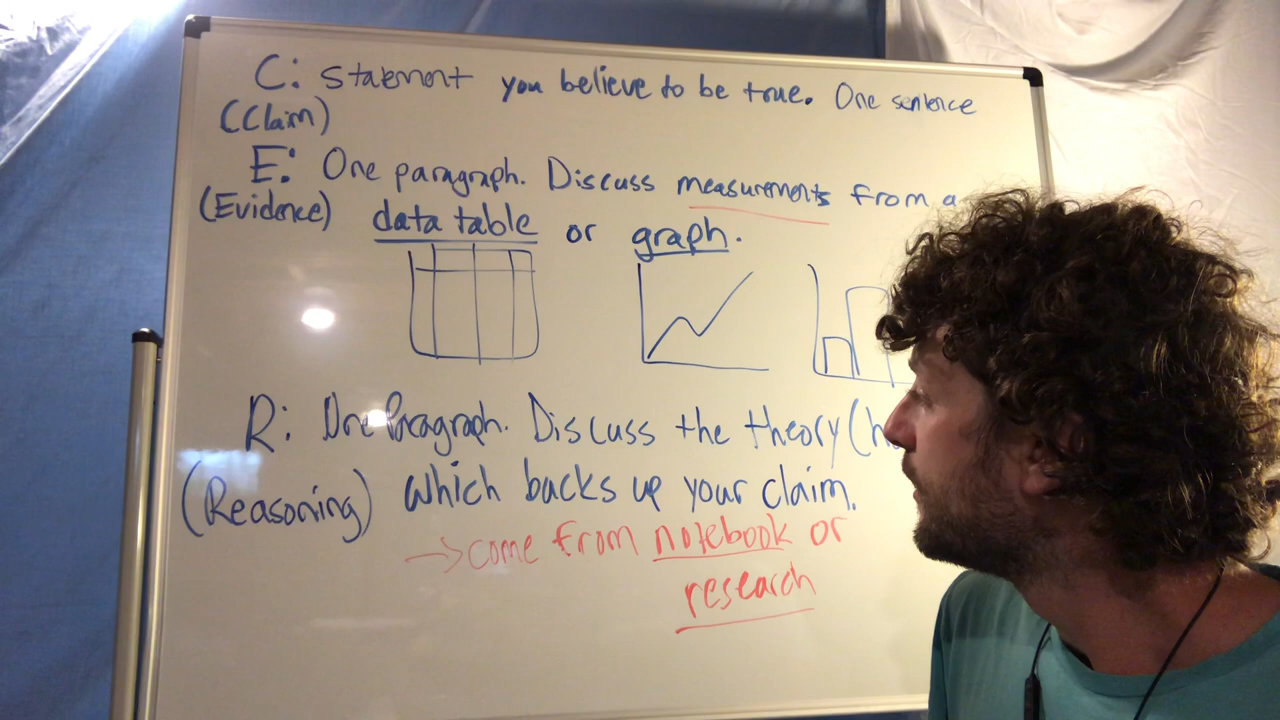 C: Statement you believe to be true. One sentence
(Claim)
E: One paragraph. Discuss measurements from a
(Evidence) data table or graph.
R: One Paragraph. Discuss the theory
(Reasoning) which backs up your claim.
→ come from notebook or
research